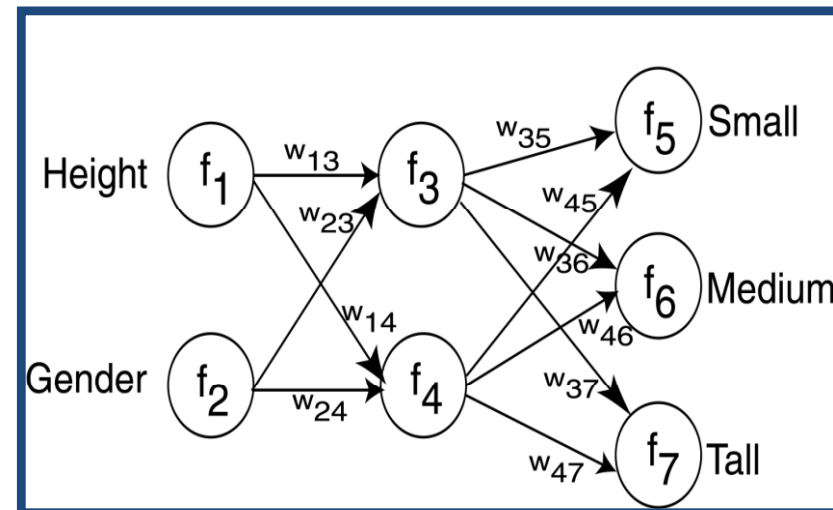 Height
f1
w13
f3
w35
f5
Small
w23
w45
w36
w14
f6
Medium
w46
Gender
f2
w24
f4
w37
w47
f7
Tall